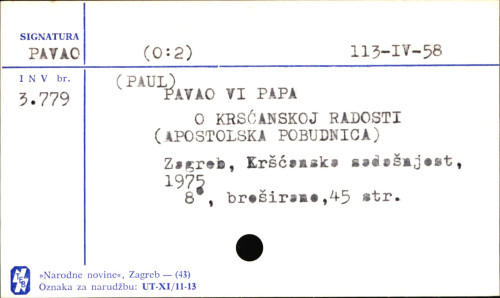 SIGNATURA
PAVAO (0:2) 113-IV-58
INV br. (PAUL)
3.779 PAVAO VI PAPA
O KRSĆANSKOJ RADOSTI
(APOSTOLSKA POBUDNICA)
Zagreb, Kršćanska sadašnjost,
1975
8°, broširano,45 str.
»Narodne novine«, Zagreb — (43)
Oznaka za narudžbu: UT-XI/11-13